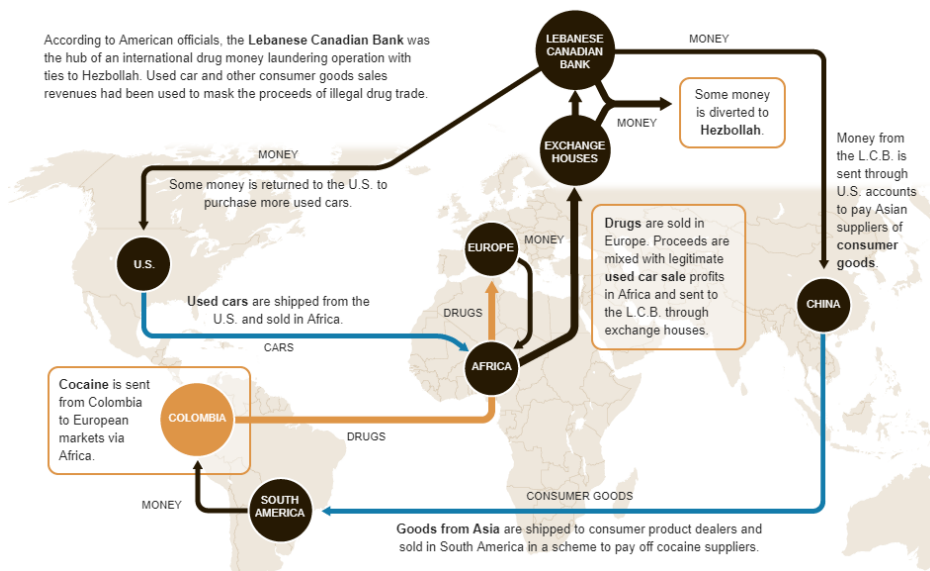 According to American officials, the Lebanese Canadian Bank was
the hub of an international drug money laundering operation with
ties to Hezbollah. Used car and other consumer goods sales
revenues had been used to mask the proceeds of illegal drug trade.
LEBANESE
CANADIAN
BANK
MONEY
Some money
is diverted to
Hezbollah.
MONEY
EXCHANGE
HOUSES
Money from
the L.C.B. is
sent through
U.S. accounts
to pay Asian
suppliers of
consumer
goods.
MONEY
Some money is returned to the U.S. to
purchase more used cars.
U.S.
EUROPE
MONEY
Drugs are sold in
Europe. Proceeds are
mixed with legitimate
used car sale profits
in Africa and sent to
the L.C.B. through
exchange houses.
CHINA
Used cars are shipped from the
U.S. and sold in Africa.
CARS
DRUGS
AFRICA
Cocaine is sent
from Colombia
to European
markets via
Africa.
COLOMBIA
DRUGS
MONEY
SOUTH
AMERICA
CONSUMER GOODS
Goods from Asia are shipped to consumer product dealers and
sold in South America in a scheme to pay off cocaine suppliers.